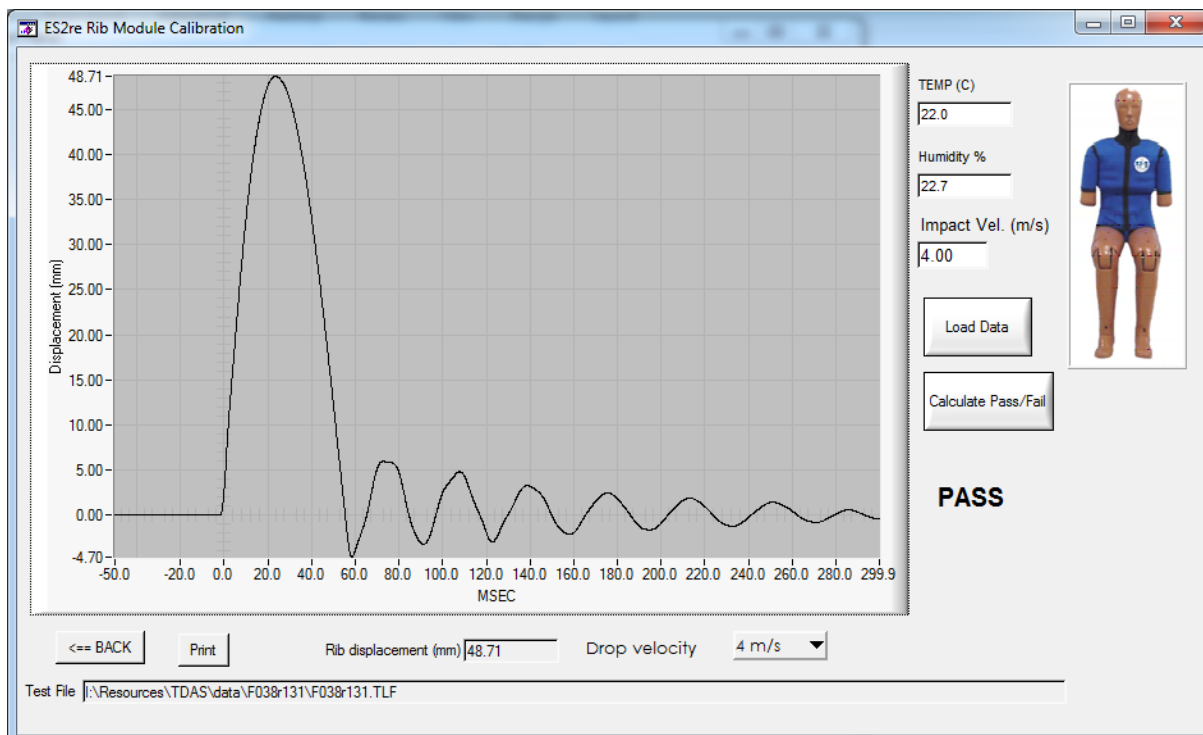 ES2re Rib Module Calibration
48.71
45.00
40.00
35.00
30.00
25.00
20.00
15.00
10.00
5.00
0.00
-4.70
Displacement (mm)
-50.0 -20.0 0.0 20.0 40.0 60.0 80.0 100.0 120.0 140.0 160.0 180.0 200.0 220.0 240.0 260.0 280.0 299.9
MSEC
TEMP (C)
22.0
Humidity %
22.7
Impact Vel. (m/s)
4.00
Load Data
Calculate Pass/Fail
PASS
<== BACK
Print
Rib displacement (mm) 48.71
Drop velocity
4 m/s
Test File I:\Resources\TDAS\data\F038r131\F038r131.TLF